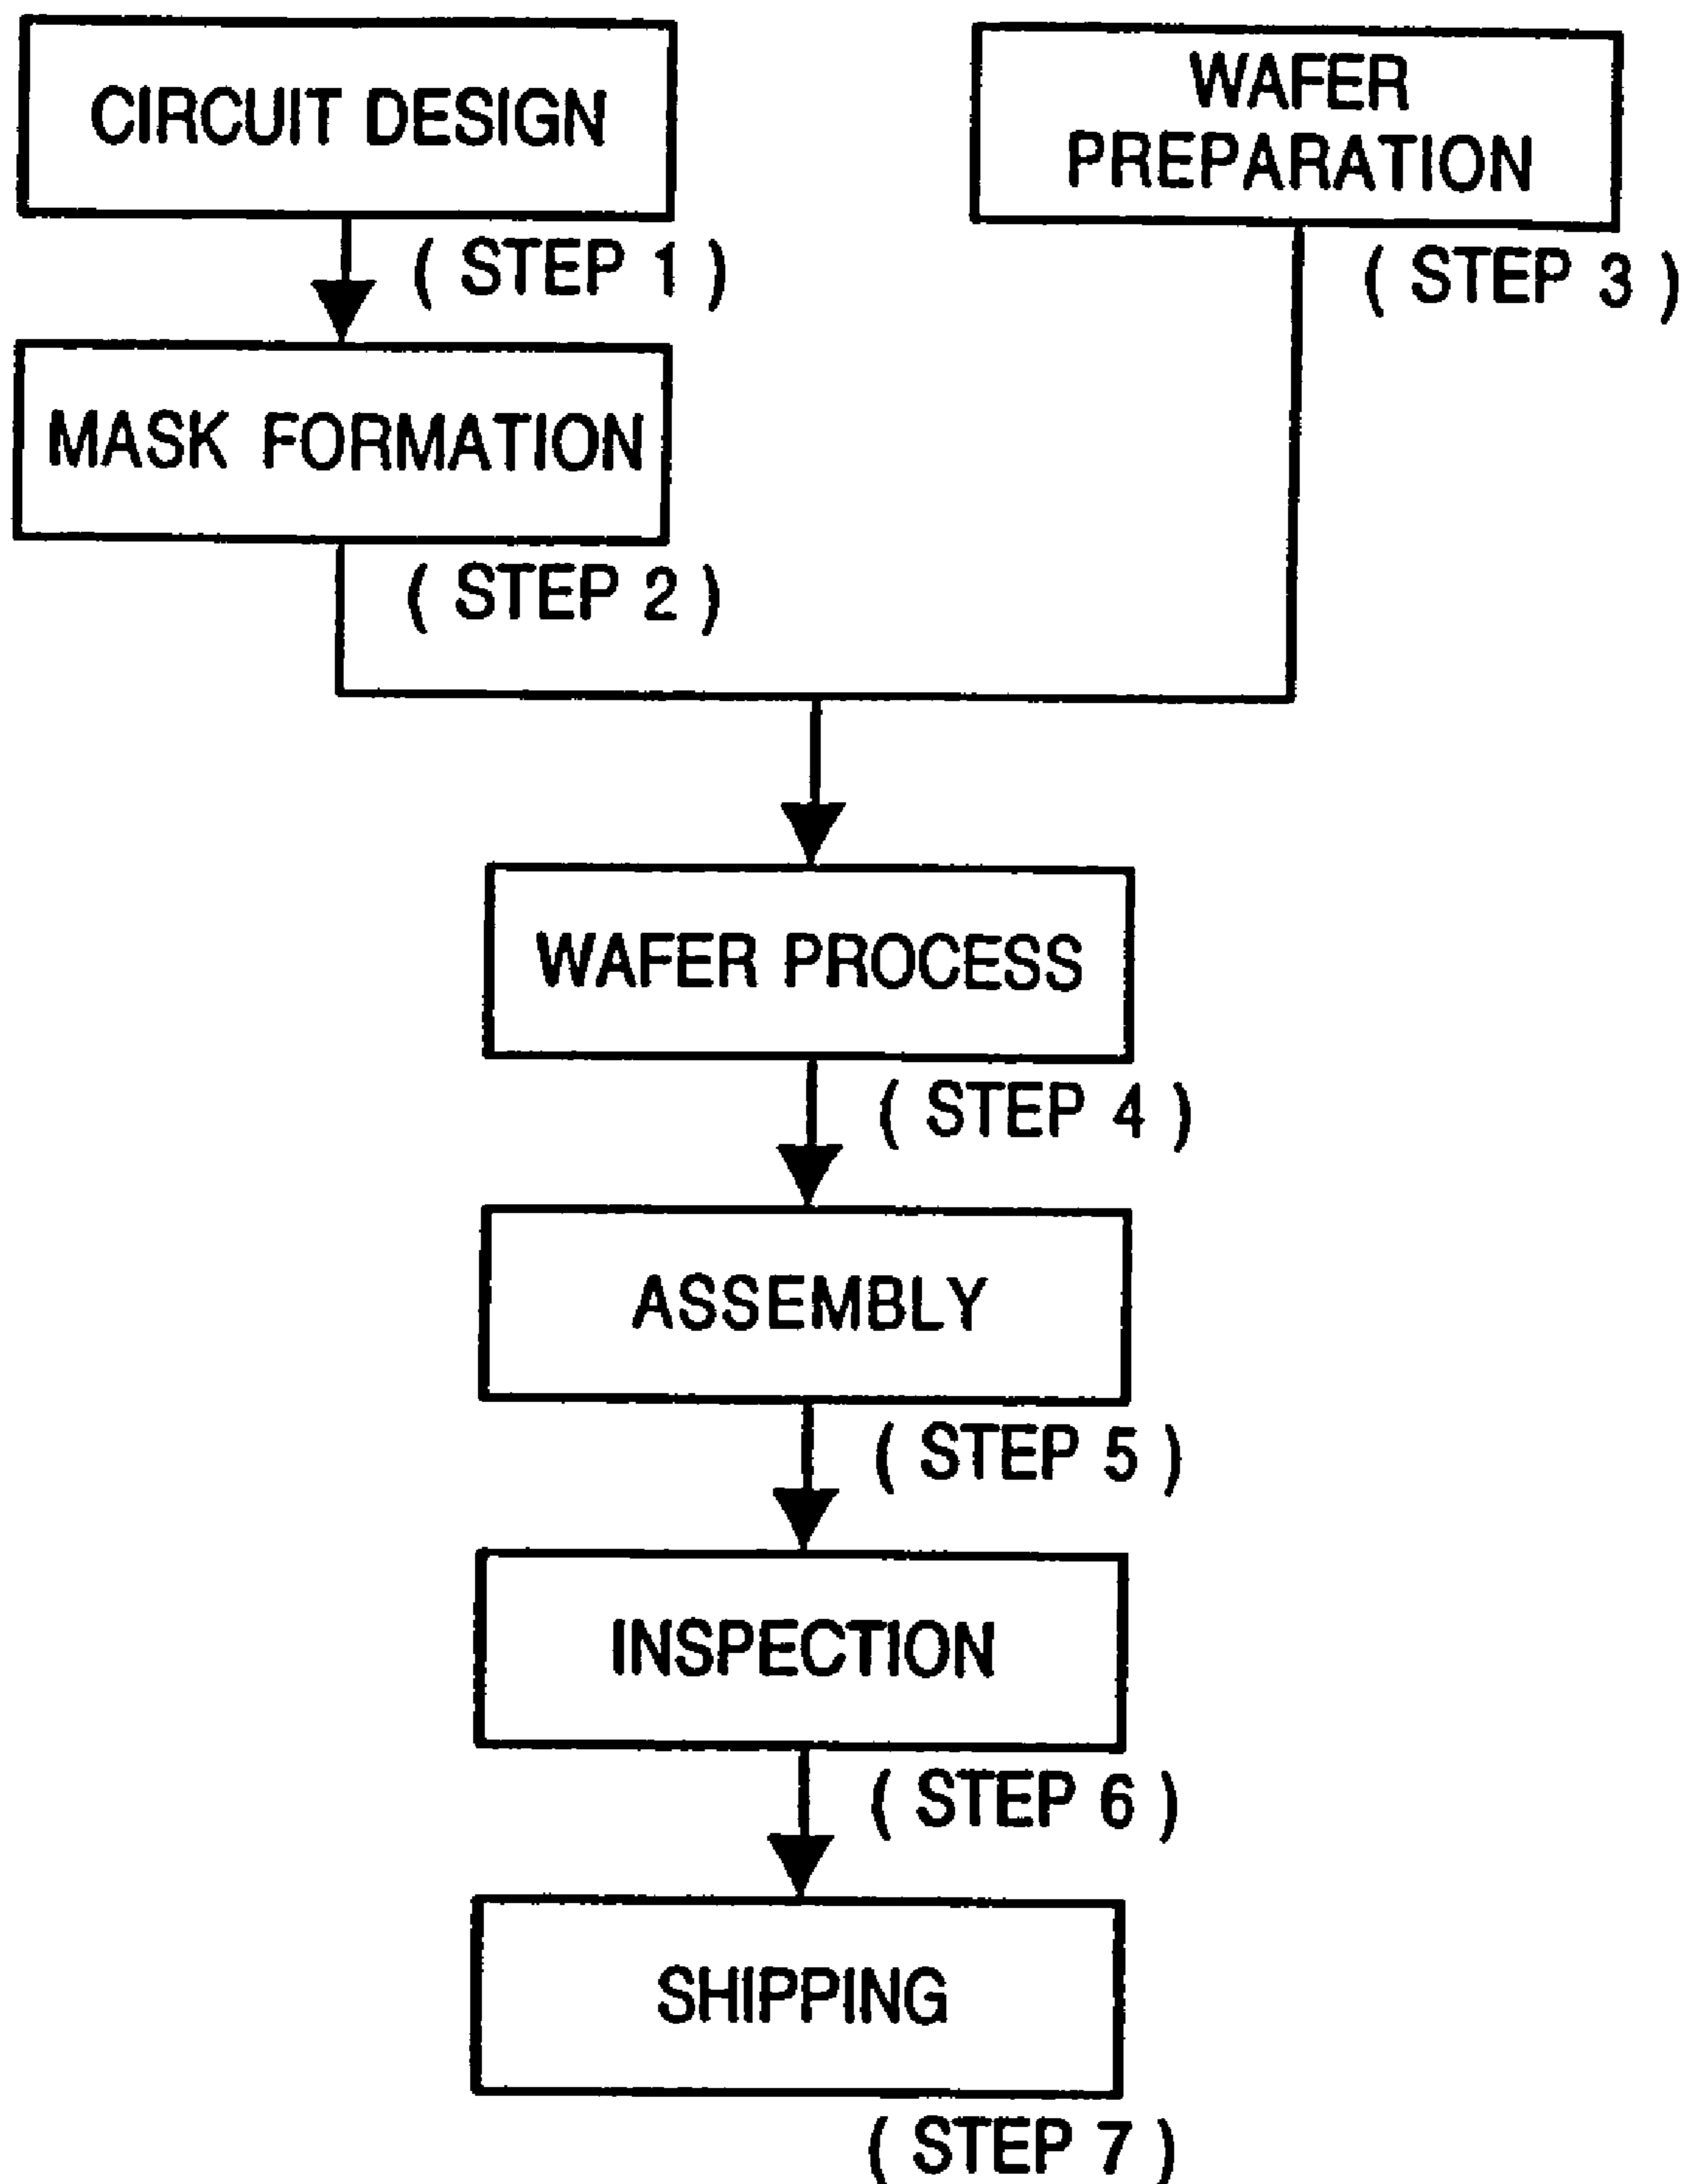 CIRCUIT DESIGN
( STEP 1 )
MASK FORMATION
( STEP 2 )
WAFER
PREPARATION
( STEP 3 )
WAFER PROCESS
( STEP 4 )
ASSEMBLY
( STEP 5 )
INSPECTION
( STEP 6 )
SHIPPING
( STEP 7 )